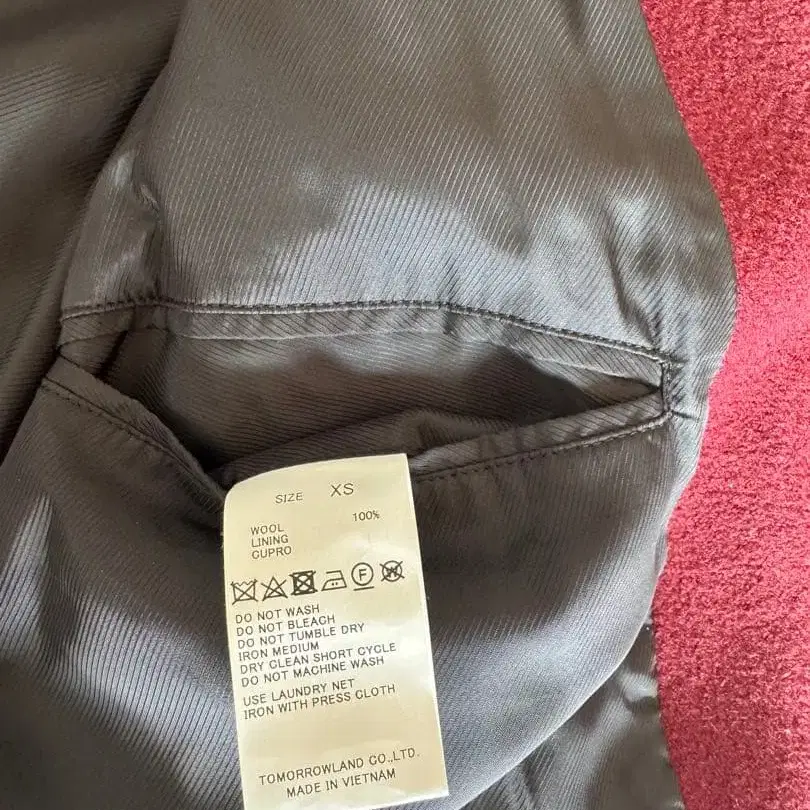 SIZE XS
WOOL 100%
LINING
CUPRO
F W
DO NOT WASH
DO NOT BLEACH
DO NOT TUMBLE DRY
IRON MEDIUM
DRY CLEAN SHORT CYCLE
DO NOT MACHINE WASH
USE LAUNDRY NET
IRON WITH PRESS CLOTH
TOMORROWLAND CO.,LTD.
MADE IN VIETNAM